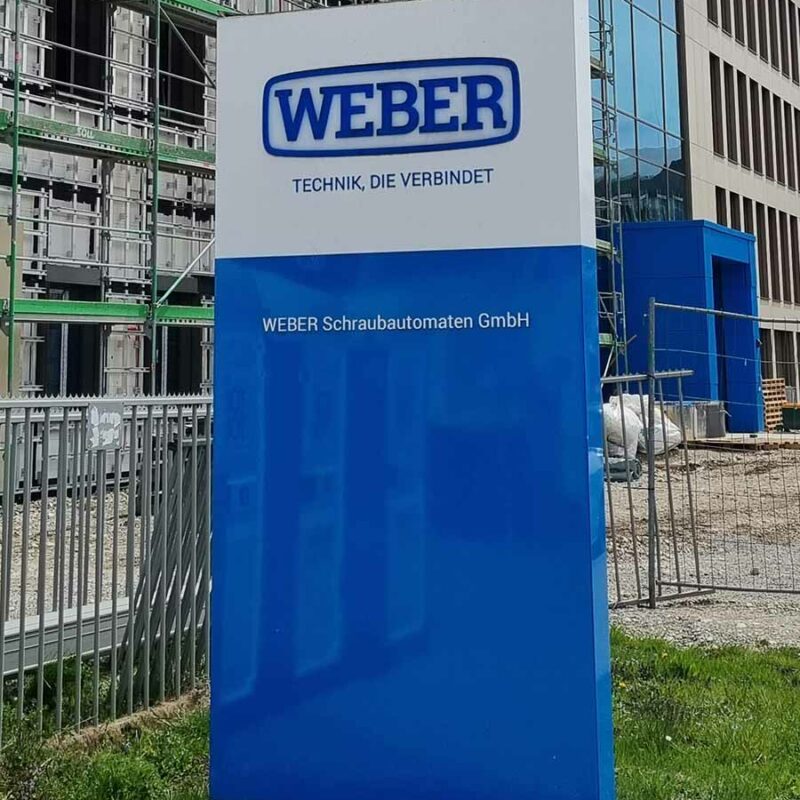 WEBER
TECHNIK, DIE VERBINDET
WEBER Schraubautomaten GmbH